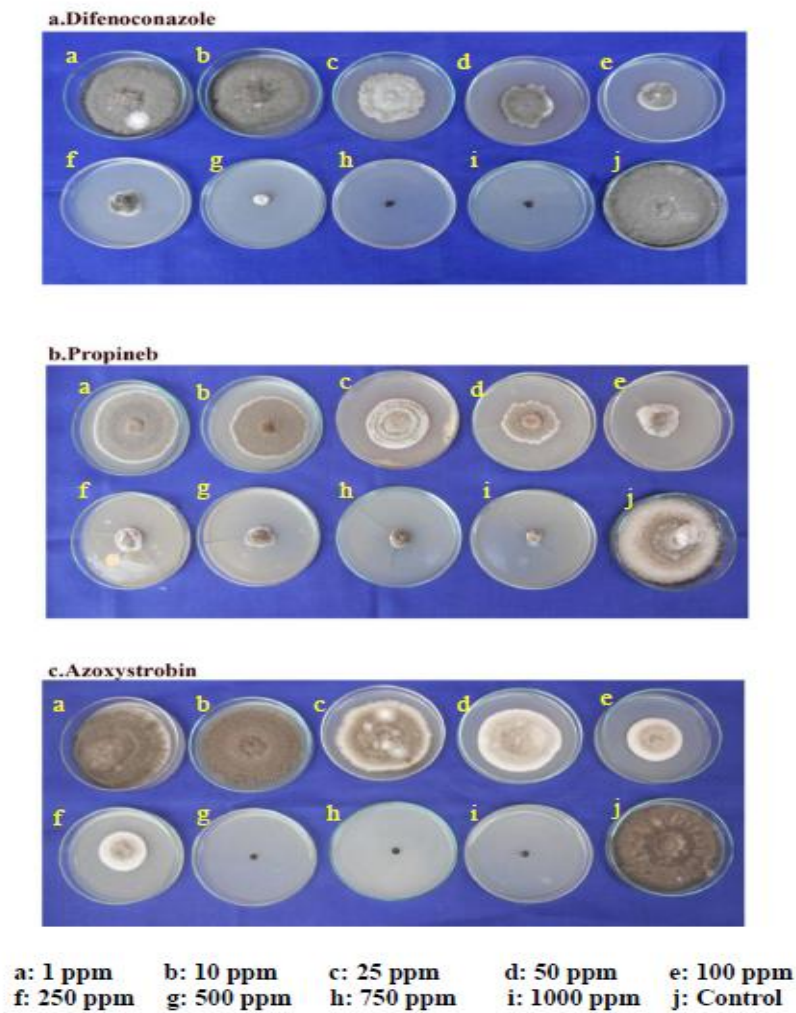 a.Difenoconazole
a b c d e
f g h i j
b.Propineb
a b c d e
f g h i j
c.Azoxystrobin
a b c d e
f g h i j
a: 1 ppm b: 10 ppm c: 25 ppm d: 50 ppm e: 100 ppm
f: 250 ppm g: 500 ppm h: 750 ppm i: 1000 ppm j: Control